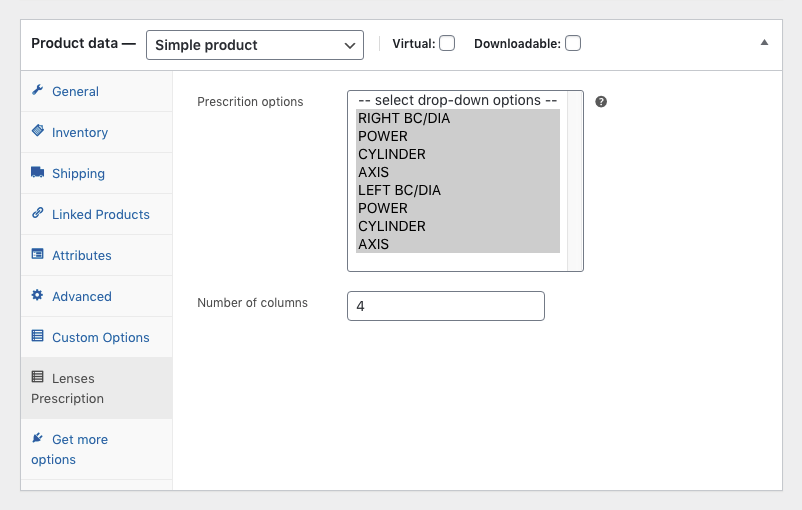 Product data — Simple product Virtual: Downloadable:
General
Inventory
Shipping
Linked Products
Attributes
Advanced
Custom Options
Lenses
Prescription
Get more
options
Prescrition options
-- select drop-down options --
RIGHT BC/DIA
POWER
CYLINDER
AXIS
LEFT BC/DIA
POWER
CYLINDER
AXIS
?
Number of columns
4